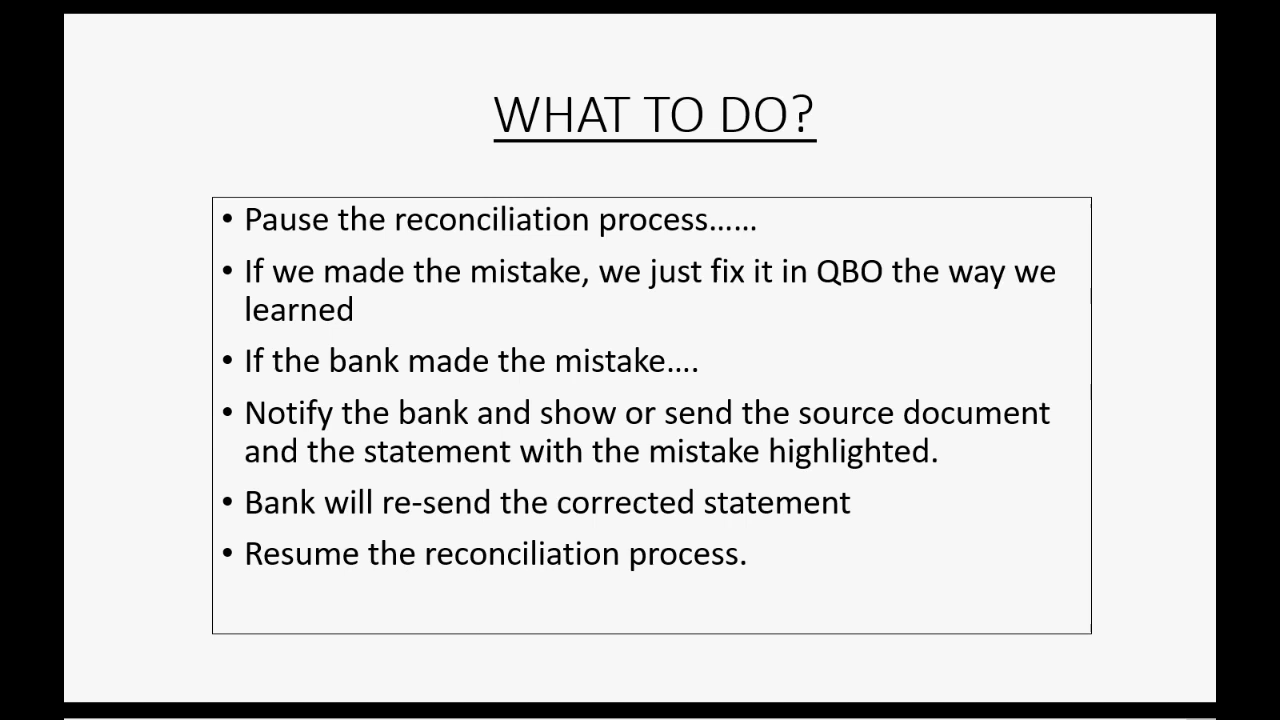 WHAT TO DO?
• Pause the reconciliation process……
• If we made the mistake, we just fix it in QBO the way we
learned
• If the bank made the mistake….
• Notify the bank and show or send the source document
and the statement with the mistake highlighted.
• Bank will re-send the corrected statement
• Resume the reconciliation process.